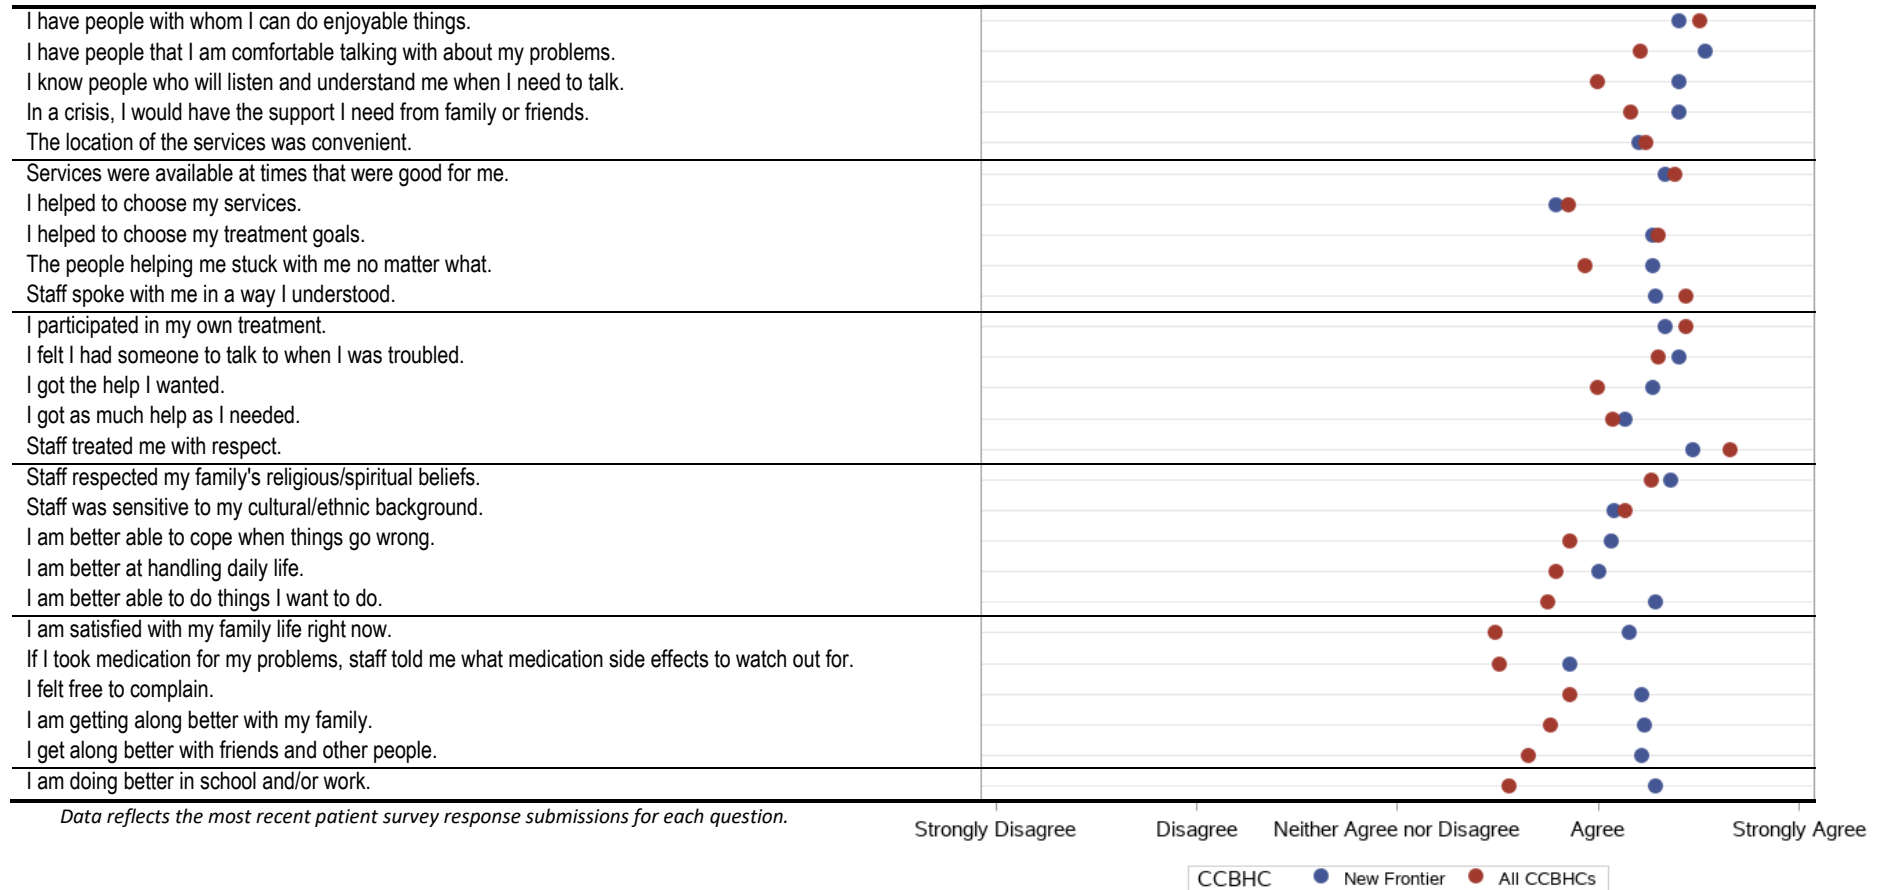 I have people with whom I can do enjoyable things.
I have people that I am comfortable talking with about my problems.
I know people who will listen and understand me when I need to talk.
In a crisis, I would have the support I need from family or friends.
The location of the services was convenient.
Services were available at times that were good for me.
I helped to choose my services.
I helped to choose my treatment goals.
The people helping me stuck with me no matter what.
Staff spoke with me in a way I understood.
I participated in my own treatment.
I felt I had someone to talk to when I was troubled.
I got the help I wanted.
I got as much help as I needed.
Staff treated me with respect.
Staff respected my family's religious/spiritual beliefs.
Staff was sensitive to my cultural/ethnic background.
I am better able to cope when things go wrong.
I am better at handling daily life.
I am better able to do things I want to do.
I am satisfied with my family life right now.
If I took medication for my problems, staff told me what medication side effects to watch out for.
I felt free to complain.
I am getting along better with my family.
I get along better with friends and other people.
I am doing better in school and/or work.
Data reflects the most recent patient survey response submissions for each question.
Strongly Disagree Disagree Neither Agree nor Disagree Agree Strongly Agree
CCBHC New Frontier All CCBHCs